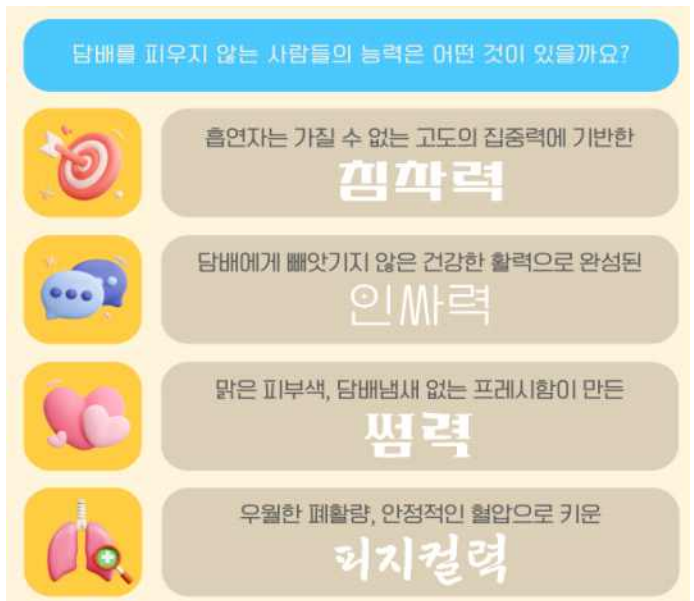 담배를 피우지 않는 사람들의 능력은 어떤 것이 있을까요?
흡연자는 가질 수 없는 고도의 집중력에 기반한
침착력
담배에게 빼앗기지 않은 건강한 활력으로 완성된
인싸력
맑은 피부색, 담배냄새 없는 프레시함이 만든
썸력
우월한 폐활량, 안정적인 혈압으로 키운
피지컬력